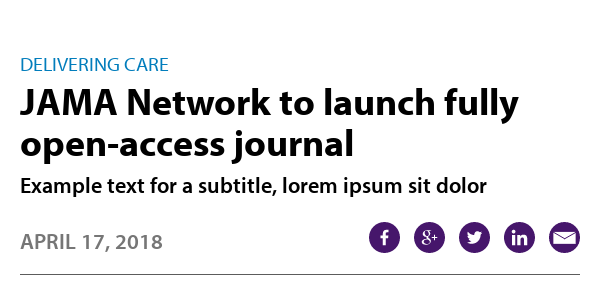 DELIVERING CARE
JAMA Network to launch fully
open-access journal
Example text for a subtitle, lorem ipsum sit dolor
APRIL 17, 2018
f g+ in